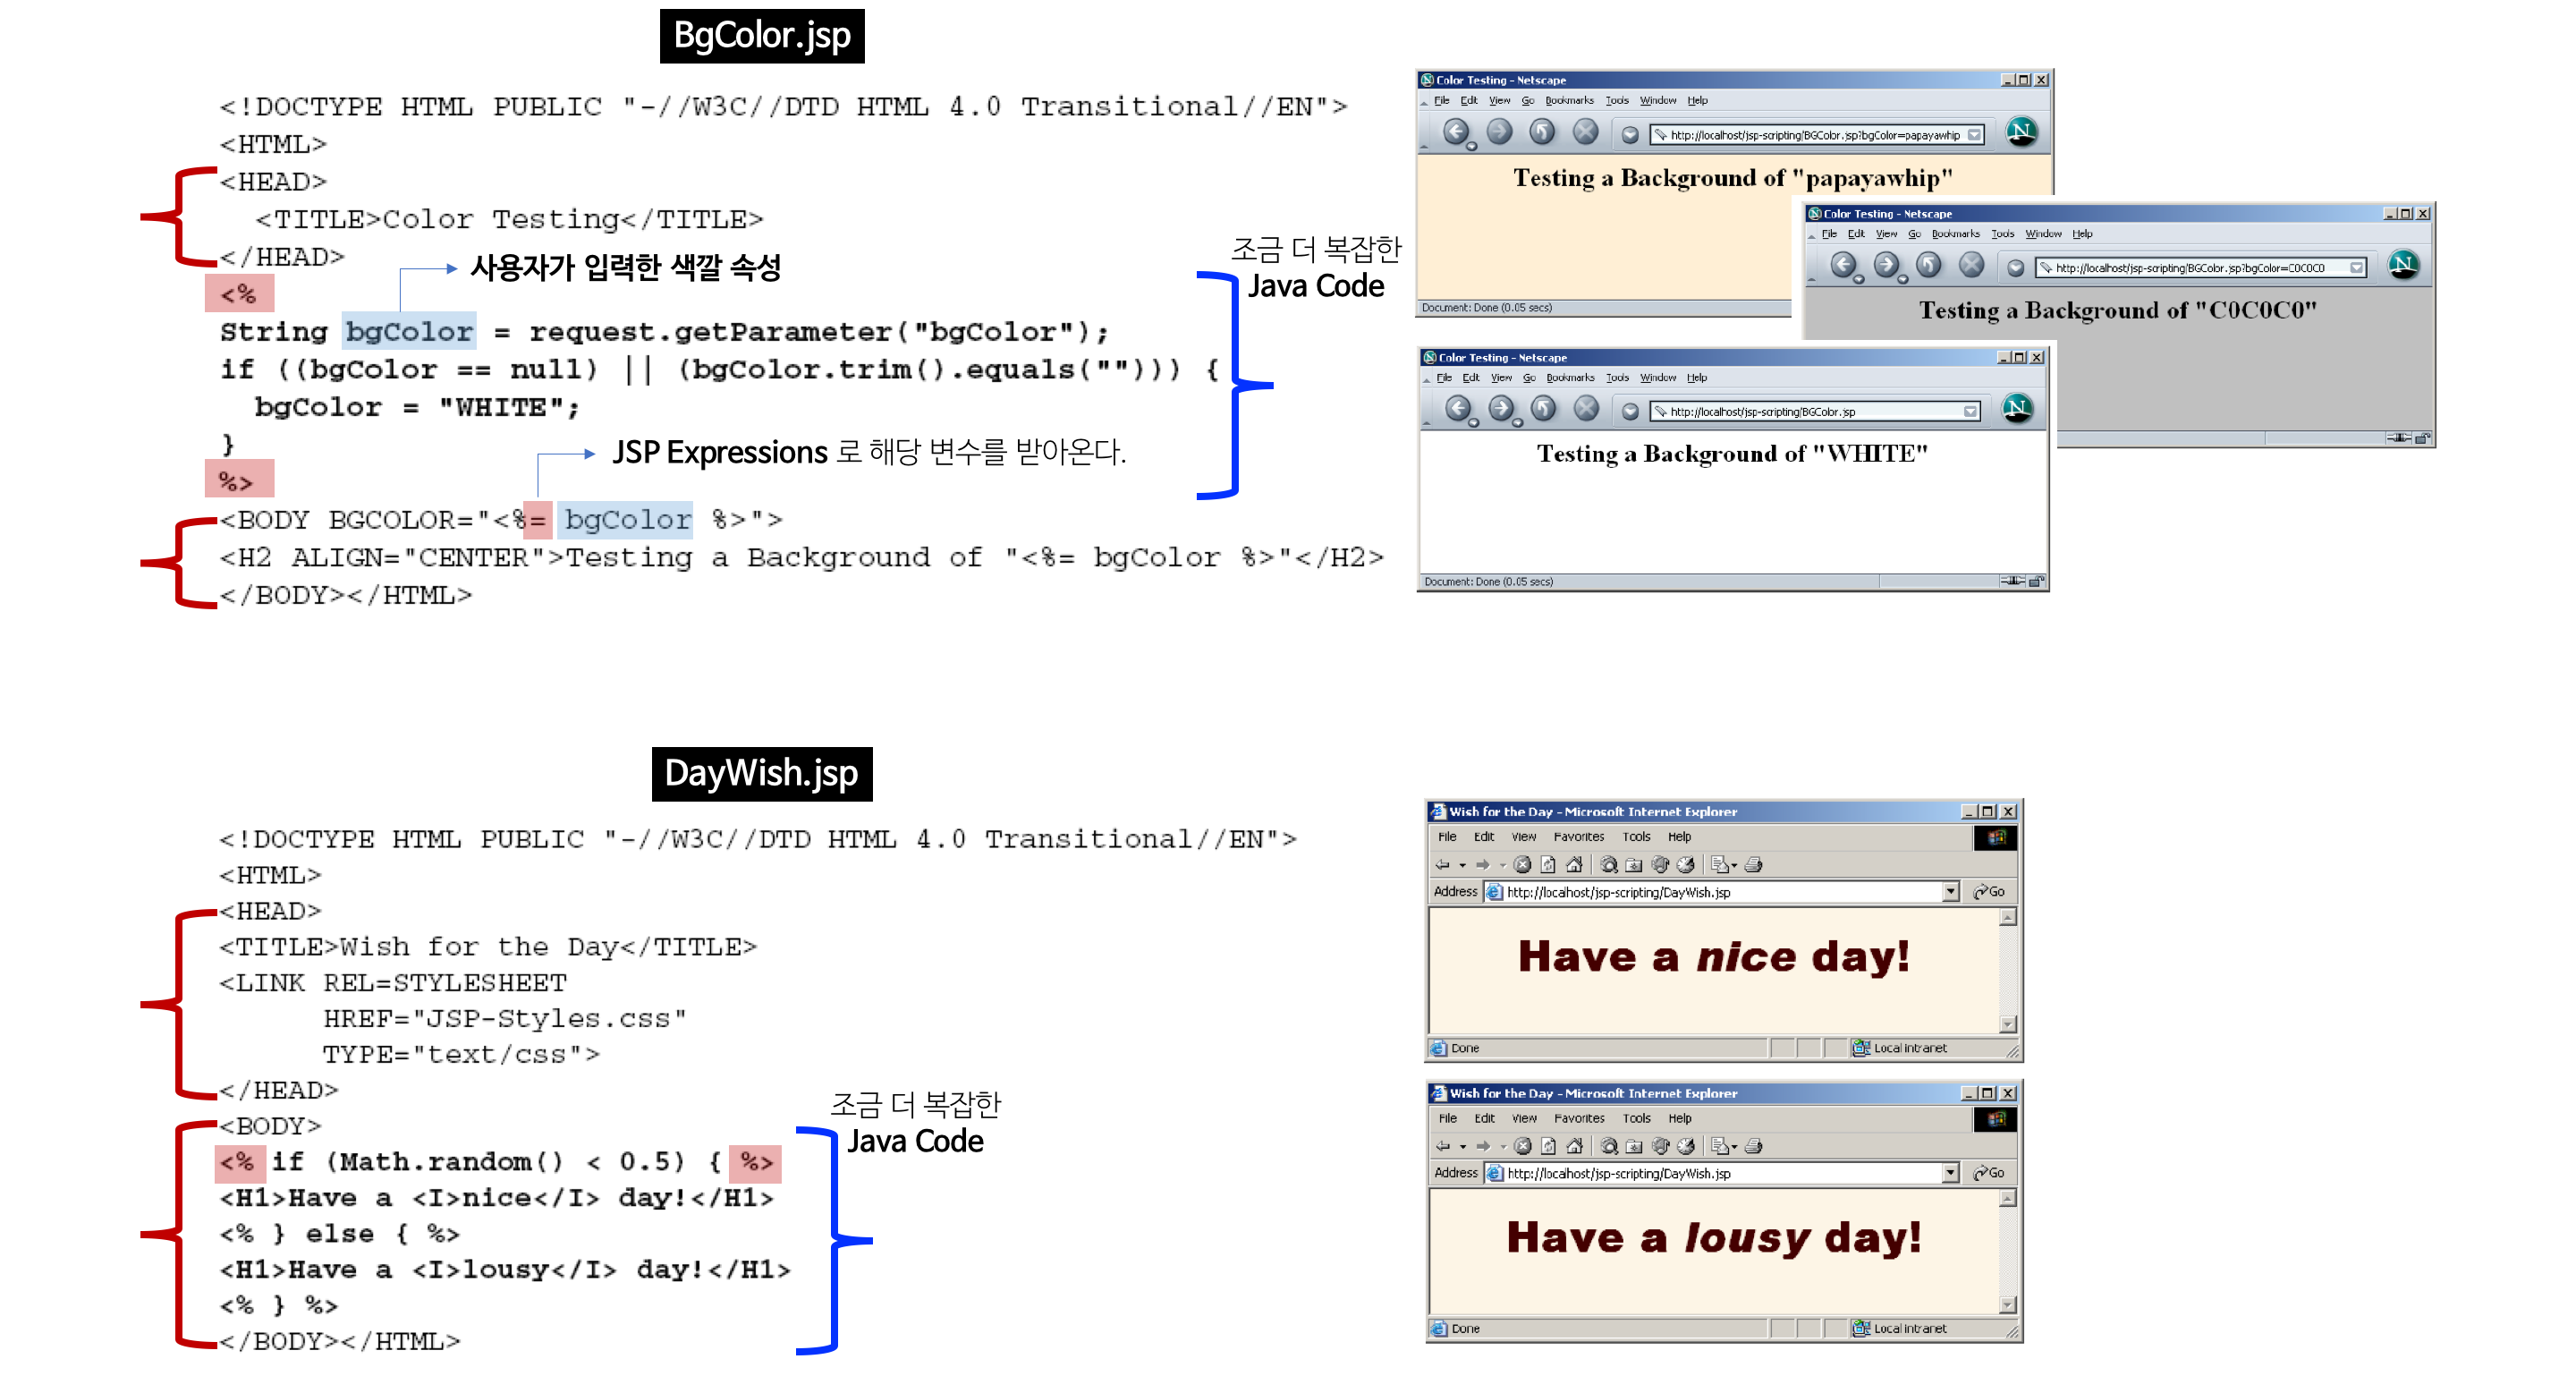 BgColor.jsp
<!DOCTYPE HTML PUBLIC "-//W3C//DTD HTML 4.0 Transitional//EN">
<HTML>
<HEAD>
<TITLE>Color Testing</TITLE>
</HEAD>
사용자가 입력한 색깔 속성
<%
String bgColor = request.getParameter("bgColor");
if ((bgColor == null) || (bgColor.trim().equals(""))) {
bgColor = "WHITE";
}
JSP Expressions 로 해당 변수를 받아온다.
%>
<BODY BGCOLOR="<%= bgColor %>">
<H2 ALIGN="CENTER">Testing a Background of "<%= bgColor %>"</H2>
</BODY></HTML>
조금 더 복잡한
Java Code
Color Testing - Netscape
File Edit View Go Bookmarks Tools Window Help
http://localhost/jsp-scripting/BGColor.jsp?bgColor=papayawhip
N
Testing a Background of "papayawhip"
Document: Done (0.05 secs)
Color Testing - Netscape
File Edit View Go Bookmarks Tools Window Help
http://localhost/jsp-scripting/BGColor.jsp?bgColor=C0C0C0
N
Testing a Background of "C0C0C0"
Color Testing - Netscape
File Edit View Go Bookmarks Tools Window Help
http://localhost/jsp-scripting/BGColor.jsp
N
Testing a Background of "WHITE"
Document: Done (0.05 secs)
DayWish.jsp
<!DOCTYPE HTML PUBLIC "-//W3C//DTD HTML 4.0 Transitional//EN">
<HTML>
<HEAD>
<TITLE>Wish for the Day</TITLE>
<LINK REL=STYLESHEET
HREF="JSP-Styles.css"
TYPE="text/css">
</HEAD>
<BODY>
<% if (Math.random() < 0.5) { %>
<H1>Have a <I>nice</I> day!</H1>
<% } else { %>
<H1>Have a <I>lousy</I> day!</H1>
<% } %>
</BODY></HTML>
조금 더 복잡한
Java Code
Wish for the Day - Microsoft Internet Explorer
File Edit View Favorites Tools Help
Address http://localhost/jsp-scripting/DayWish.jsp Go
Have a nice day!
Done Local intranet
Wish for the Day - Microsoft Internet Explorer
File Edit View Favorites Tools Help
Address http://localhost/jsp-scripting/DayWish.jsp Go
Have a lousy day!
Done Local intranet